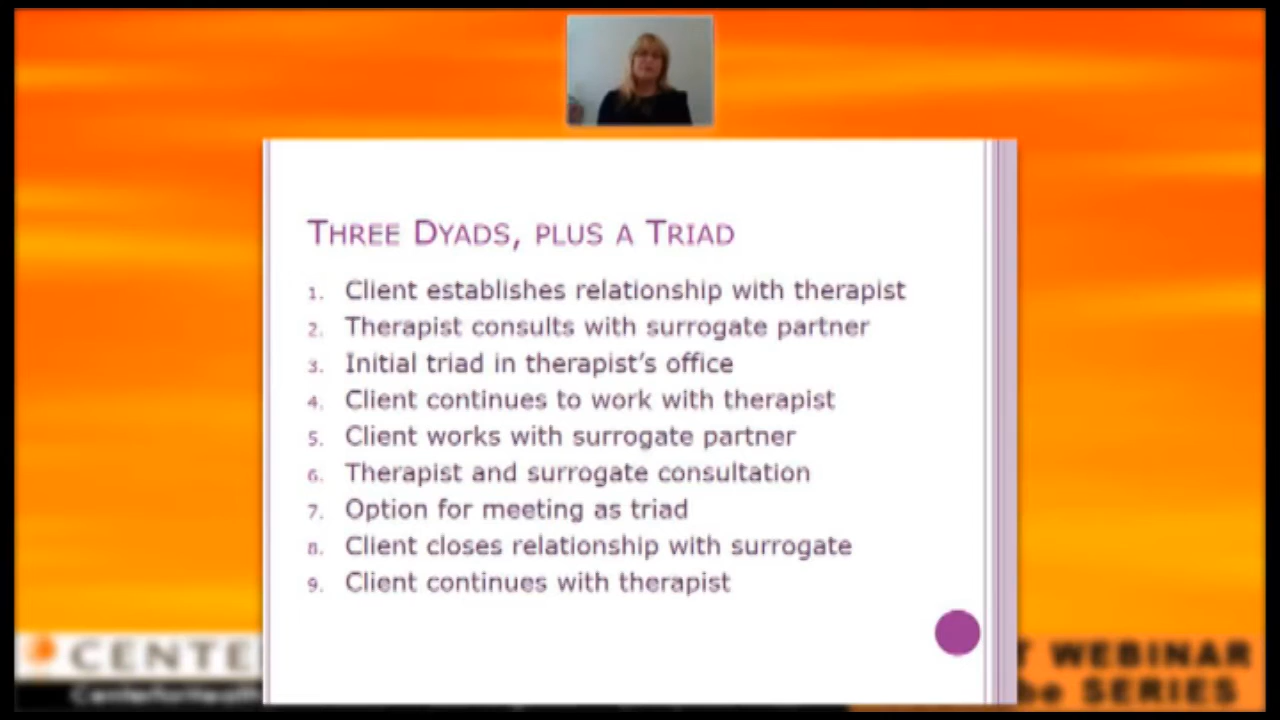 THREE DYADS, PLUS A TRIAD
1. Client establishes relationship with therapist
2. Therapist consults with surrogate partner
3. Initial triad in therapist's office
4. Client continues to work with therapist
5. Client works with surrogate partner
6. Therapist and surrogate consultation
7. Option for meeting as triad
8. Client closes relationship with surrogate
9. Client continues with therapist
CENTE
T WEBINAR
CenterforHealth
be SERIES